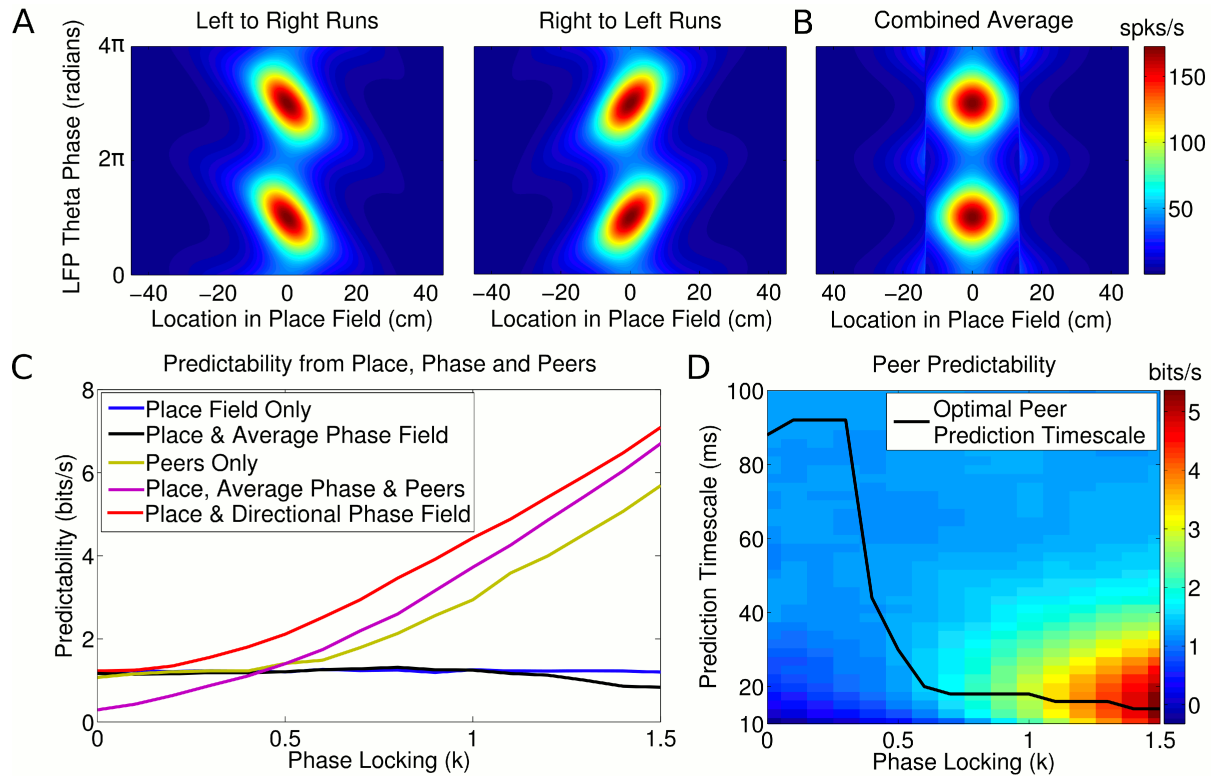 A
Left to Right Runs
Right to Left Runs
B
Combined Average
spks/s
LFP Theta Phase (radians)
4π
2π
0
−40 −20 0 20 40
Location in Place Field (cm)
−40 −20 0 20 40
Location in Place Field (cm)
−40 −20 0 20 40
Location in Place Field (cm)
150
100
50
C
Predictability from Place, Phase and Peers
Predictability (bits/s)
8
6
4
2
0
Place Field Only
Place & Average Phase Field
Peers Only
Place, Average Phase & Peers
Place & Directional Phase Field
0 0.5 1 1.5
Phase Locking (k)
D
Peer Predictability
bits/s
Prediction Timescale (ms)
100
80
60
40
20
10
Optimal Peer
Prediction Timescale
0 0.5 1 1.5
Phase Locking (k)
5
4
3
2
1
0